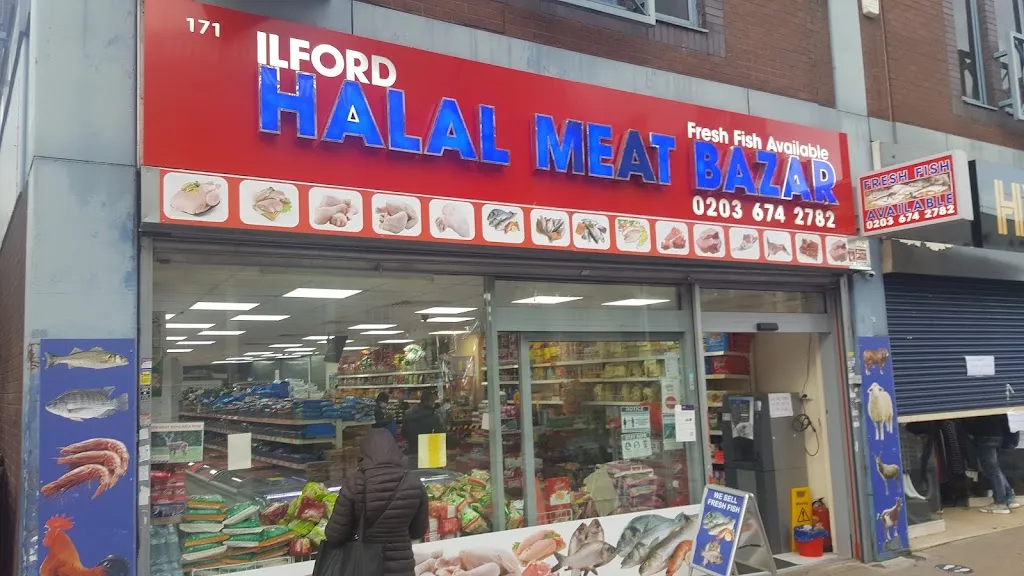 171
ILFORD
HALAL MEAT BAZAR
Fresh Fish Available
0203 674 2782
FRESH FISH
AVAILABLE
0203 674 2782
H
NOTICE
WE SELL
FRESH FISH